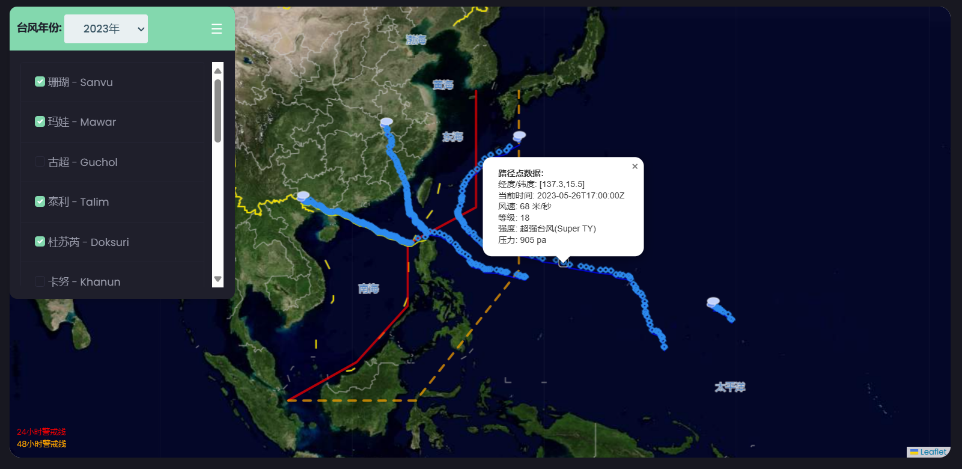 台风年份: 2023年 ☰
珊瑚 - Sanvu
玛娃 - Mawar
古超 - Guchol
泰利 - Talim
杜苏芮 - Doksuri
卡努 - Khanun
渤海
黄海
东海
南海
太平洋
×
路径点数据:
经度/纬度: [137.3,15.5]
当前时间: 2023-05-26T17:00:00Z
风速: 68 米/秒
等级: 18
强度: 超强台风(Super TY)
压力: 905 pa
24小时警戒线
48小时警戒线
Leaflet